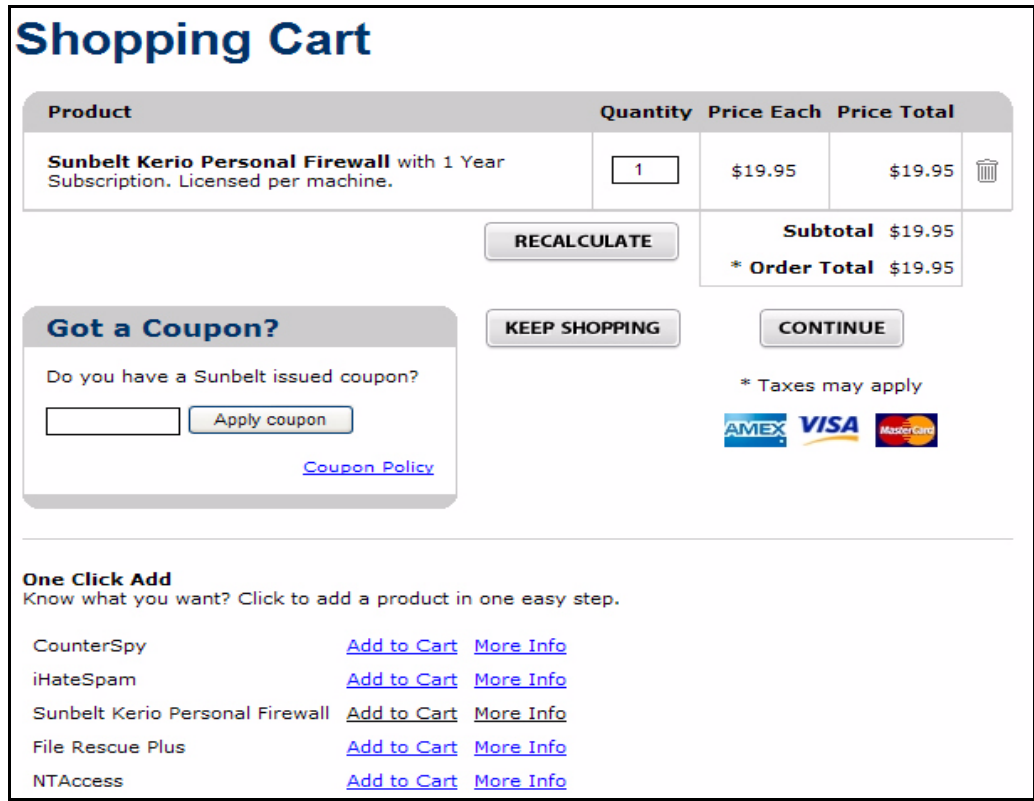 Shopping Cart
Product Quantity Price Each Price Total
Sunbelt Kerio Personal Firewall with 1 Year
Subscription. Licensed per machine.
1 $19.95 $19.95
RECALCULATE
Subtotal $19.95
* Order Total $19.95
Got a Coupon?
KEEP SHOPPING
CONTINUE
Do you have a Sunbelt issued coupon?
Apply coupon
Coupon Policy
* Taxes may apply
AMEX VISA MasterCard
One Click Add
Know what you want? Click to add a product in one easy step.
CounterSpy Add to Cart More Info
iHateSpam Add to Cart More Info
Sunbelt Kerio Personal Firewall Add to Cart More Info
File Rescue Plus Add to Cart More Info
NTAccess Add to Cart More Info